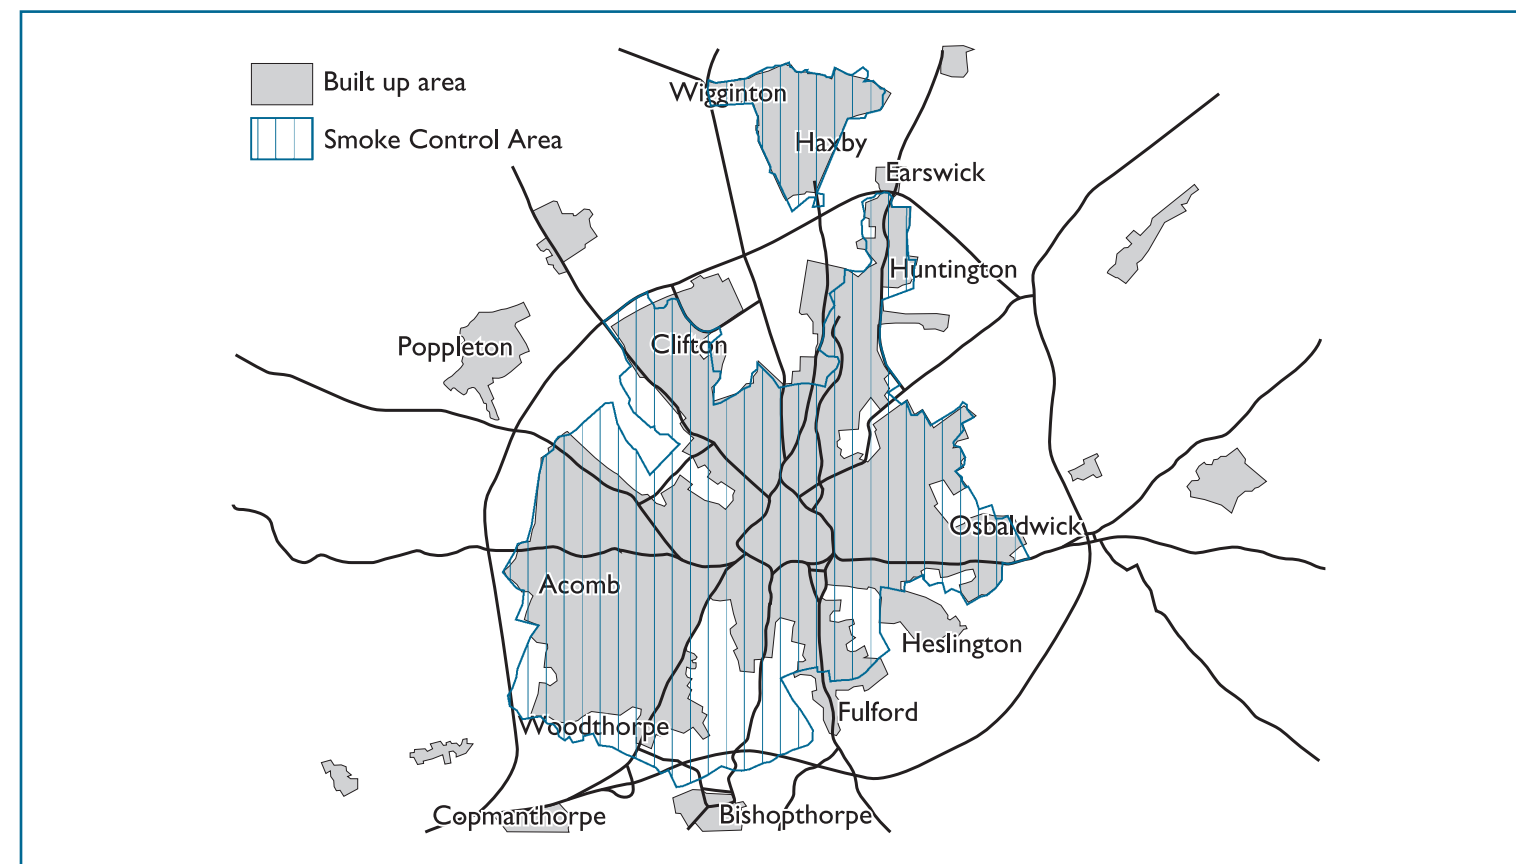 Built up area
Smoke Control Area
Wigginton
Haxby
Earswick
Huntington
Clifton
Poppleton
Osbaldwick
Acomb
Heslington
Fulford
Woodthorpe
Copmanthorpe
Bishopthorpe